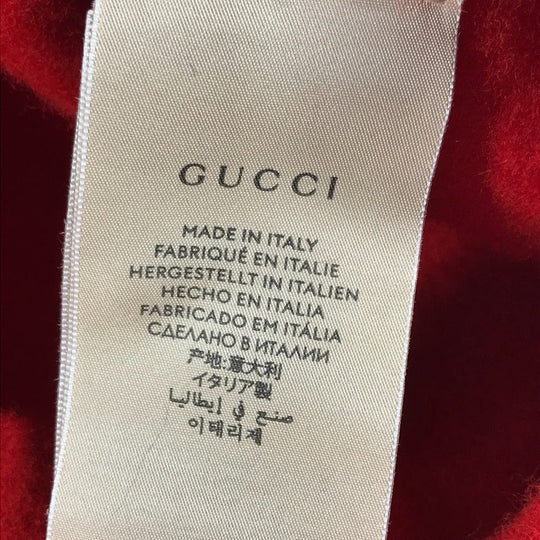 GUCCI
MADE IN ITALY
FABRIQUÉ EN ITALIE
HERGESTELLT IN ITALIEN
HECHO EN ITALIA
FABRICADO EM ITÁLIA
СДЕЛАНО В ИТАЛИИ
产地:意大利
イタリア製
صنع في إيطاليا
이태리제